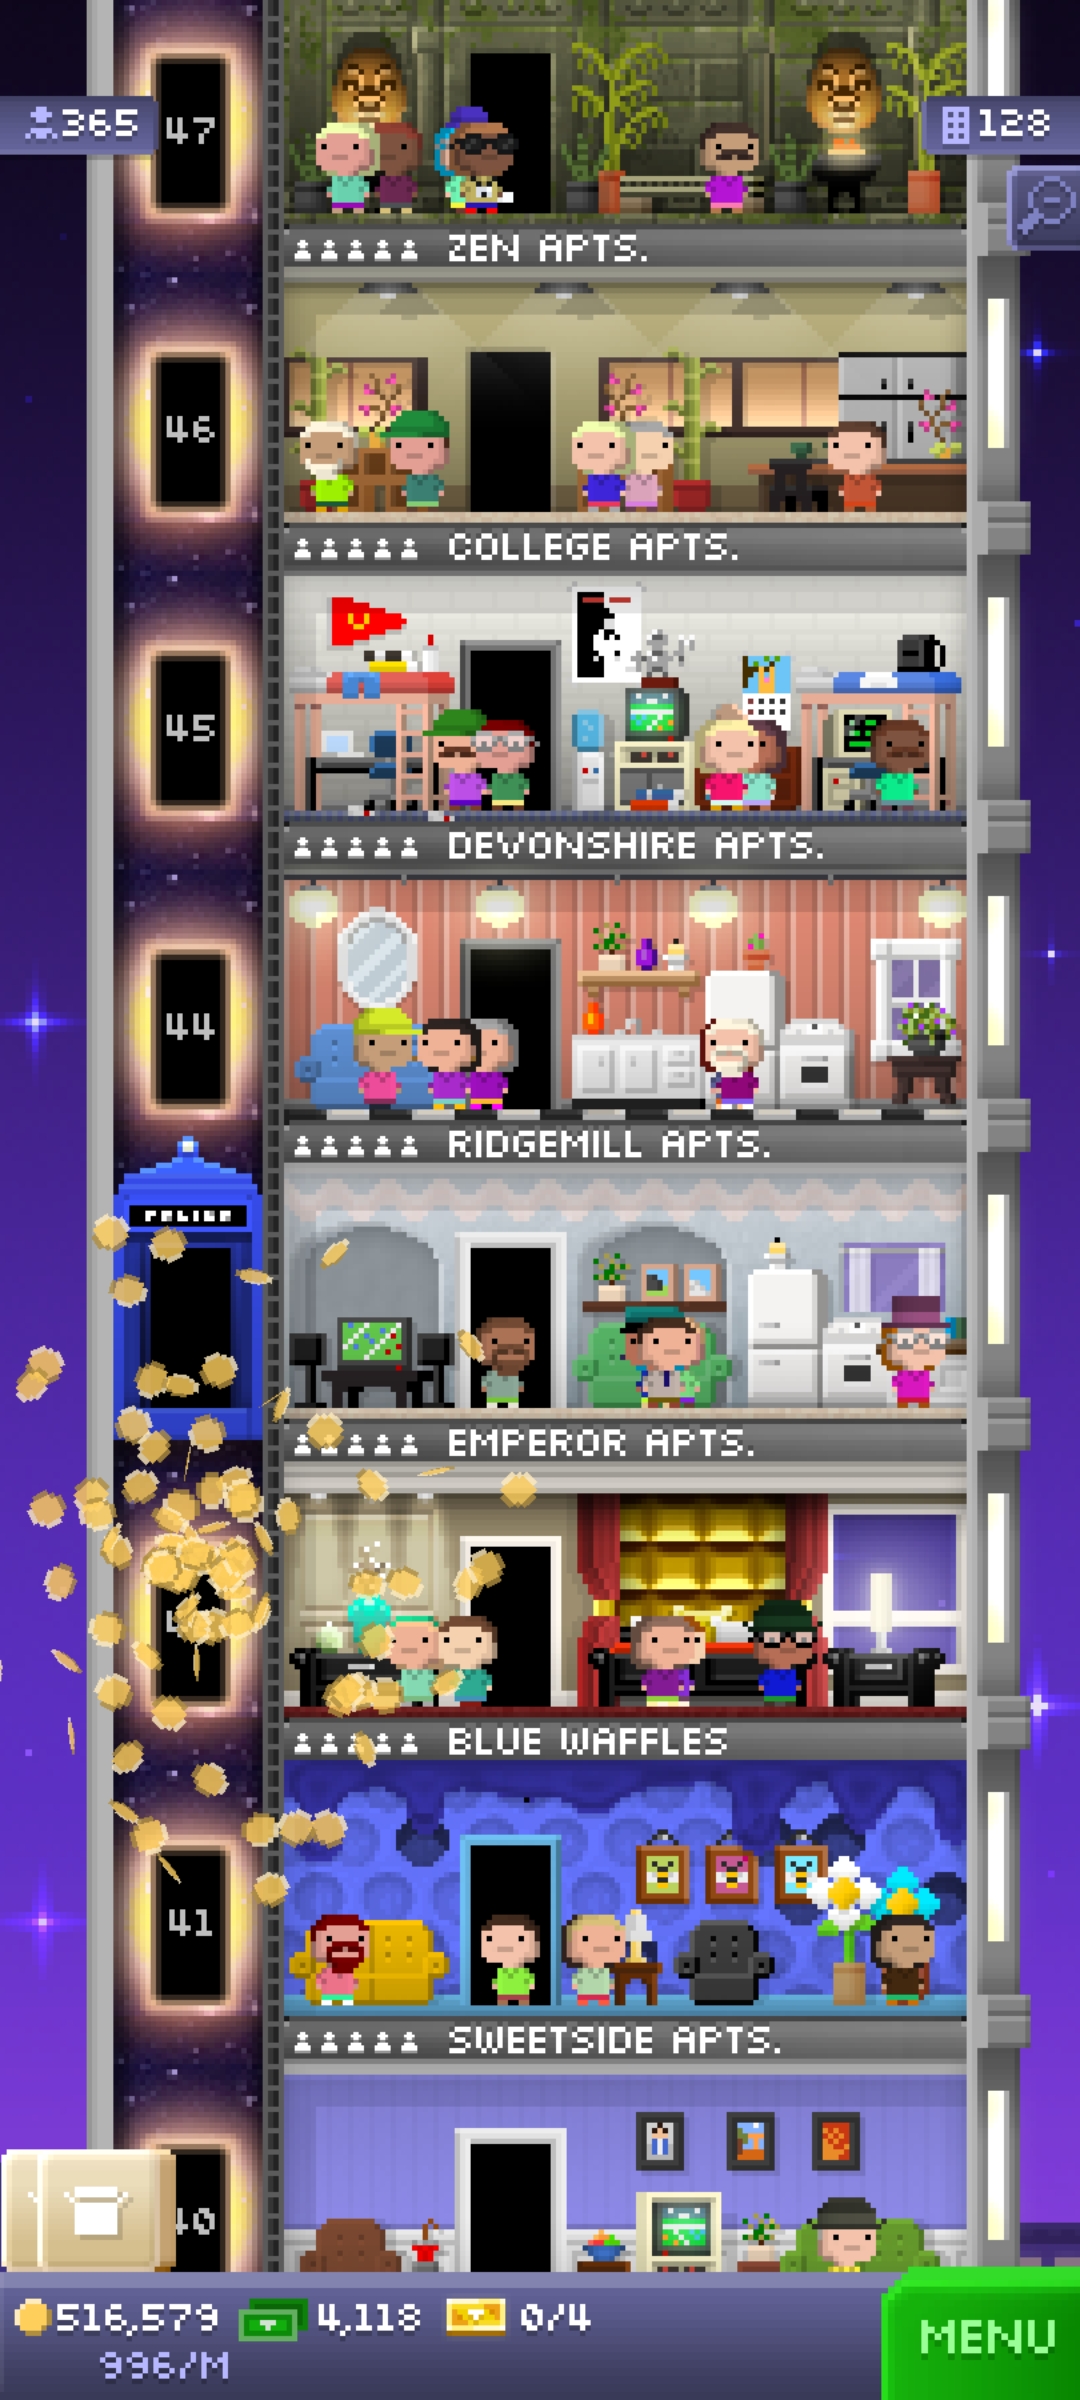 365
47
128
ZEN APTS.
46
COLLEGE APTS.
45
DEVONSHIRE APTS.
44
RIDGEMILL APTS.
POLICE
EMPEROR APTS.
BLUE WAFFLES
41
SWEETSIDE APTS.
40
516,579
4,118
0/4
996/M
MENU